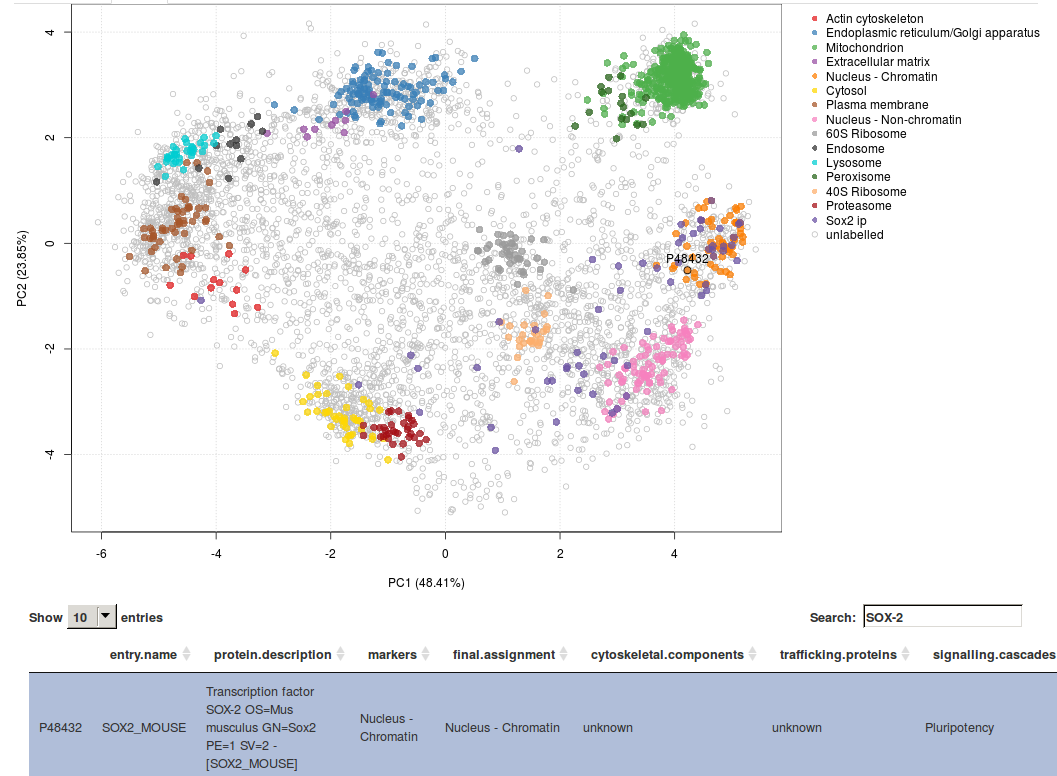 4
2
0
-2
-4
PC2 (23.85%)
-6
-4
-2
0
2
4
PC1 (48.41%)
P48432
Actin cytoskeleton
Endoplasmic reticulum/Golgi apparatus
Mitochondrion
Extracellular matrix
Nucleus - Chromatin
Cytosol
Plasma membrane
Nucleus - Non-chromatin
60S Ribosome
Endosome
Lysosome
Peroxisome
40S Ribosome
Proteasome
Sox2 ip
unlabelled
Show 10 entries
Search: SOX-2
entry.name protein.description markers final.assignment cytoskeletal.components trafficking.proteins signalling.cascades
P48432
SOX2_MOUSE
Transcription factor
SOX-2 OS=Mus
musculus GN=Sox2
PE=1 SV=2 -
[SOX2_MOUSE]
Nucleus -
Chromatin
Nucleus - Chromatin
unknown
unknown
Pluripotency